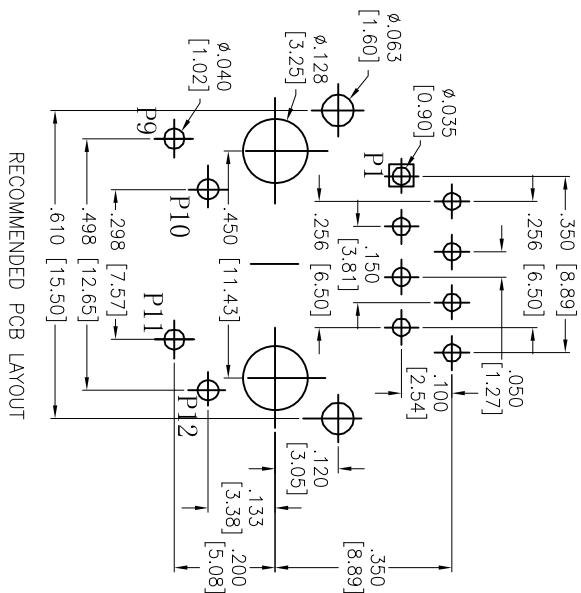 ø.063
[1.60]
ø.128
[3.25]
ø.040
[1.02]
ø.035
[0.90]
P1
P9
P10
P11
P12
.350 [8.89]
.256 [6.50]
.050
[1.27]
.150
[3.81]
.256 [6.50]
.100
[2.54]
.450 [11.43]
.298 [7.57]
.498 [12.65]
.610 [15.50]
.120
[3.05]
.133
[3.38]
.200
[5.08]
.350
[8.89]
RECOMMENDED PCB LAYOUT